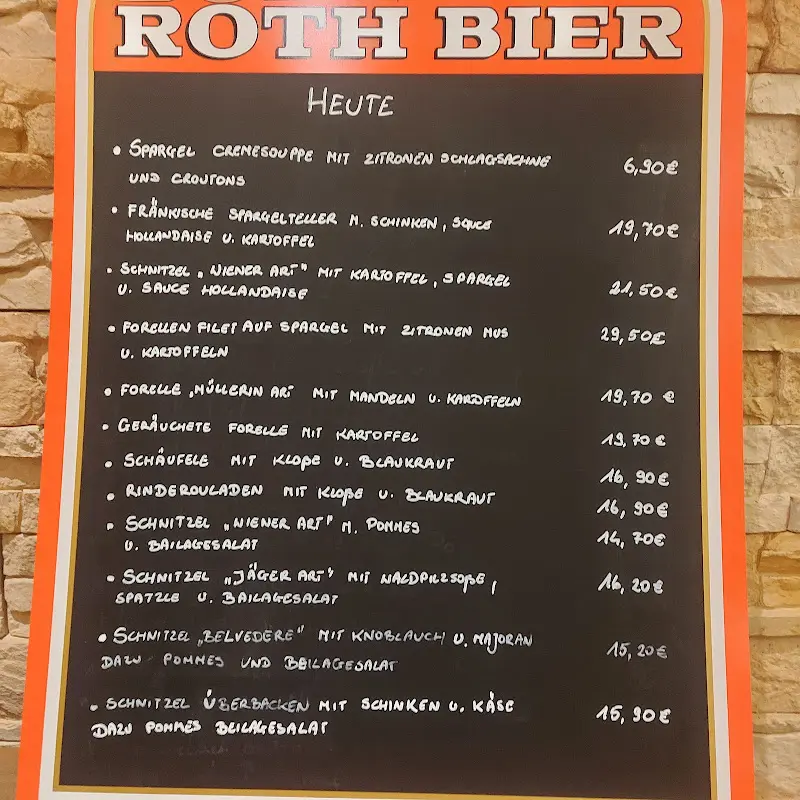 ROTH BIER
HEUTE
• SPARGEL CREMESOUPPE MIT ZITRONEN SCHLAGSACHNE 6,90€
UND CROUTONS
• FRÄNKISCHE SPARGELTELLER M. SCHINKEN, SAUCE 19,70€
HOLLANDAISE U. KARTOFFEL
• SCHNITZEL „WIENER ART" MIT KARTOFFEL, SPARGEL 21,50€
U. SAUCE HOLLANDAISE
• FORELLEN FILET AUF SPARGEL MIT ZITRONEN MUS 29,50€
U. KARTOFFELN
• FORELLE „MÜLLERIN ART MIT MANDELN U. KAROFFELN 19,70 €
• GERÄUCHETE FORELLE MIT KARTOFFEL 19,70€
• SCHÄUFELE MIT KLOßE U. BLAUKRAUT 16,90€
• RINDEROULADEN MIT KLOßE U. BLAUKRAUT 16,90€
• SCHNITZEL „WIENER ART" M. POMMES 14,70€
U. BAILAGESALAT
• SCHNITZEL „JÄGER ART" MIT WALDPILZSOßE, 16,20€
SPATZLE U. BAILAGESALAT
• SCHNITZEL „BELVEDERE" MIT KNOBLAUCH U. MAJORAN 15,20€
DAZU POMMES UND BEILAGESALAT
• SCHNITZEL ÜBERBACKEN MIT SCHINKEN U. KÄSE 16,90€
DAZU POMMES BEILAGESALAT